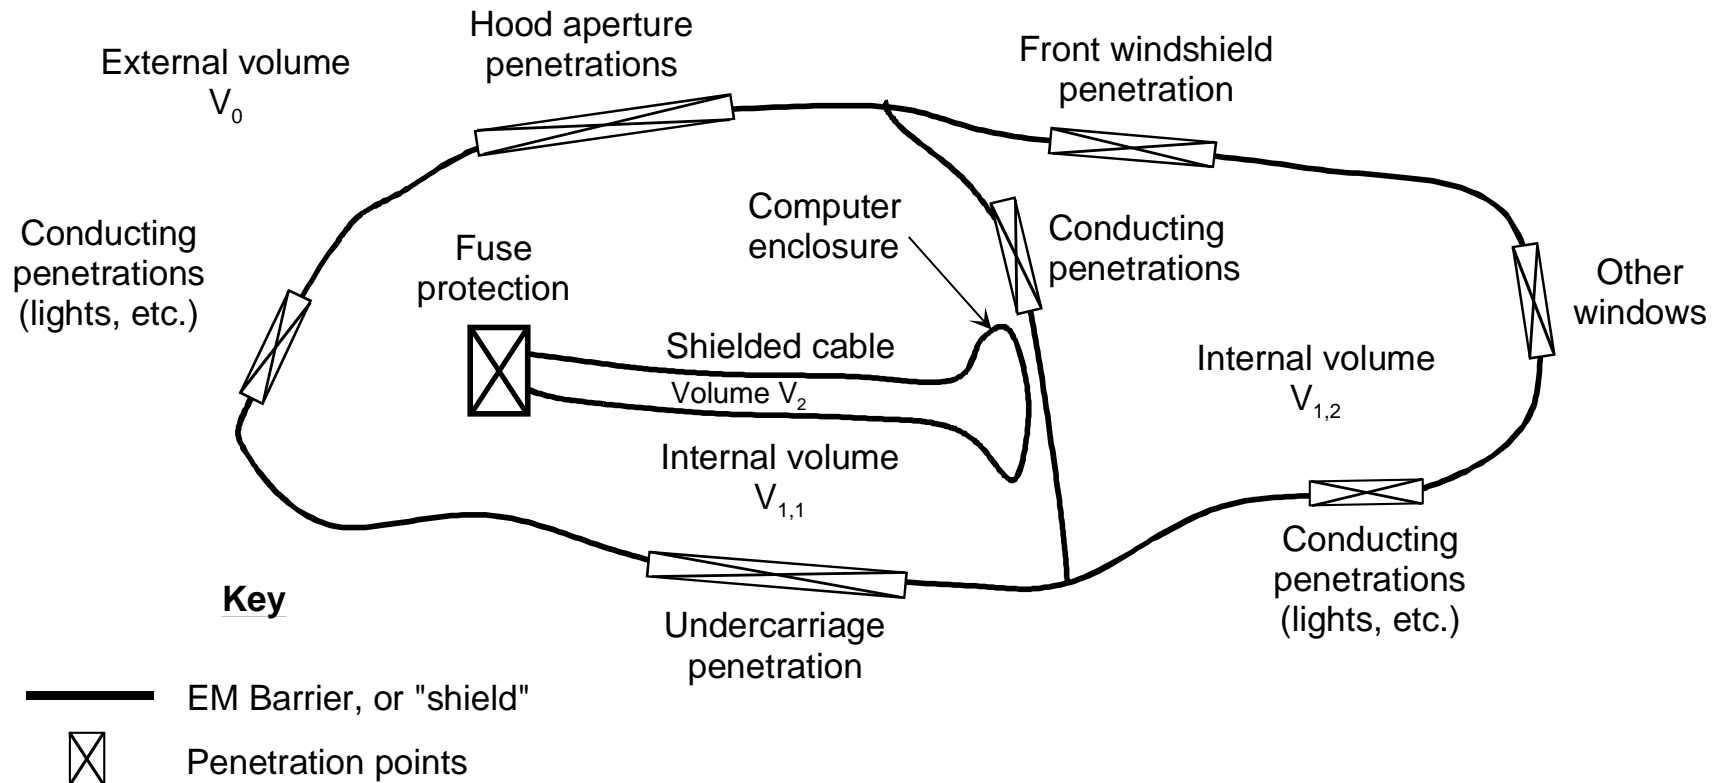 Hood aperture
penetrations
External volume
V₀
Front windshield
penetration
Conducting
penetrations
(lights, etc.)
Fuse
protection
Computer
enclosure
Conducting
penetrations
Other
windows
Shielded cable
Volume V₂
Internal volume
V₁,₂
Internal volume
V₁,₁
Conducting
penetrations
(lights, etc.)
Undercarriage
penetration
Key
EM Barrier, or "shield"
Penetration points